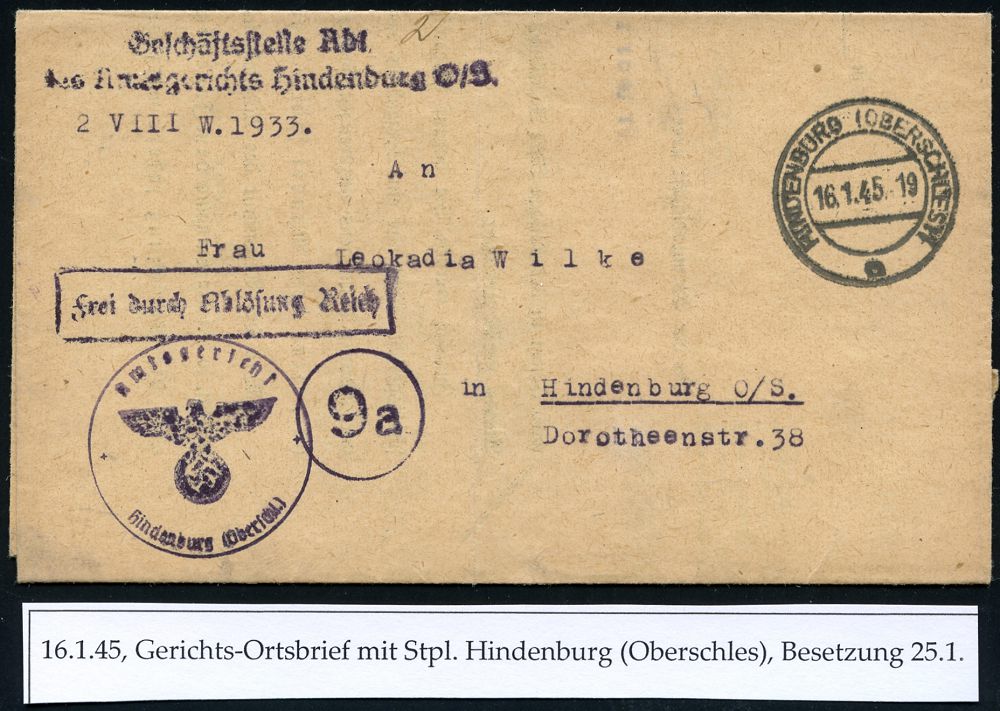 2
Geschäftsstelle Abt.
des Amtsgerichts Hindenburg O/S.
2 VIII W.1933.
An
Frau Leokadia Wilke
Frei durch Ablösung Reich
in Hindenburg O/S.
Dorotheenstr.38
HINDENBURG (OBERSCHLES)
16.1.45.-19
a
Amtsgericht
Hindenburg (Oberschl.)
9a
16.1.45, Gerichts-Ortsbrief mit Stpl. Hindenburg (Oberschles), Besetzung 25.1.